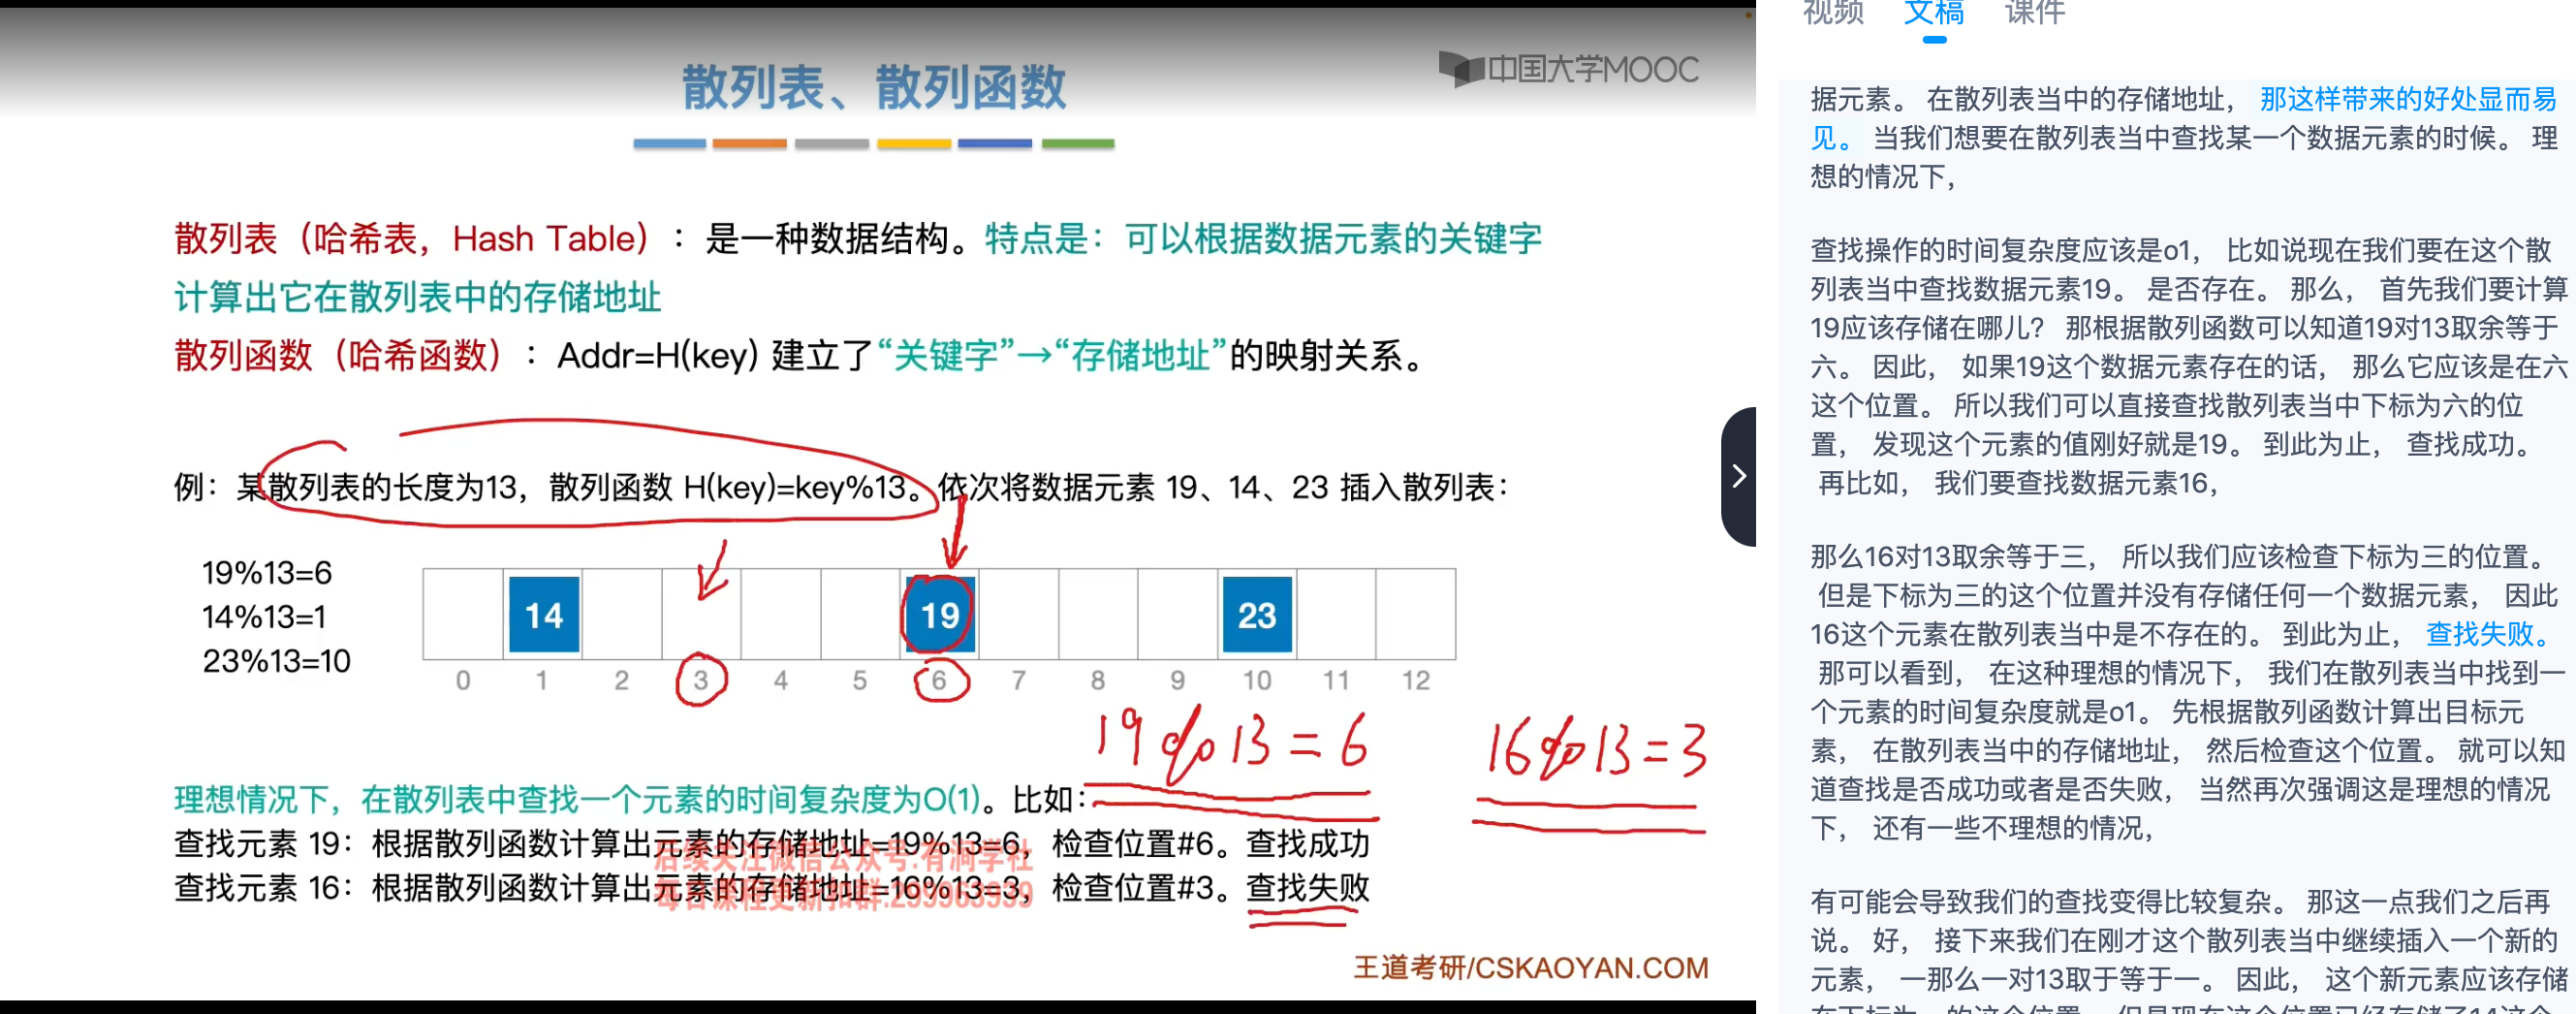 散列表、散列函数
中国大学MOOC
散列表（哈希表，Hash Table）：是一种数据结构。特点是：可以根据数据元素的关键字
计算出它在散列表中的存储地址
散列函数（哈希函数）：Addr=H(key) 建立了“关键字”→“存储地址”的映射关系。
例：某散列表的长度为13，散列函数 H(key)=key%13。依次将数据元素 19、14、23 插入散列表：
19%13=6
14%13=1
23%13=10
14 19 23
0 1 2 3 4 5 6 7 8 9 10 11 12
19%13=6
16%13=3
理想情况下，在散列表中查找一个元素的时间复杂度为O(1)。比如：
查找元素 19：根据散列函数计算出元素的存储地址=19%13=6，检查位置#6。查找成功
查找元素 16：根据散列函数计算出元素的存储地址=16%13=3，检查位置#3。查找失败
后续关注微信公众号:有润学社
每日课程更新扣群:299963939
王道考研/CSKAOYAN.COM
视频 文稿 课件
据元素。 在散列表当中的存储地址， 那这样带来的好处显而易
见。 当我们想要在散列表当中查找某一个数据元素的时候。 理
想的情况下，
查找操作的时间复杂度应该是o1， 比如说现在我们要在这个散
列表当中查找数据元素19。 是否存在。 那么， 首先我们要计算
19应该存储在哪儿？ 那根据散列函数可以知道19对13取余等于
六。 因此， 如果19这个数据元素存在的话， 那么它应该是在六
这个位置。 所以我们可以直接查找散列表当中下标为六的位
置， 发现这个元素的值刚好就是19。 到此为止， 查找成功。
再比如， 我们要查找数据元素16，
那么16对13取余等于三， 所以我们应该检查下标为三的位置。
但是下标为三的这个位置并没有存储任何一个数据元素， 因此
16这个元素在散列表当中是不存在的。 到此为止， 查找失败。
那可以看到， 在这种理想的情况下， 我们在散列表当中找到一
个元素的时间复杂度就是o1。 先根据散列函数计算出目标元
素， 在散列表当中的存储地址， 然后检查这个位置。 就可以知
道查找是否成功或者是否失败， 当然再次强调这是理想的情况
下， 还有一些不理想的情况，
有可能会导致我们的查找变得比较复杂。 那这一点我们之后再
说。 好， 接下来我们在刚才这个散列表当中继续插入一个新的
元素， 一那么一对13取于等于一。 因此， 这个新元素应该存储